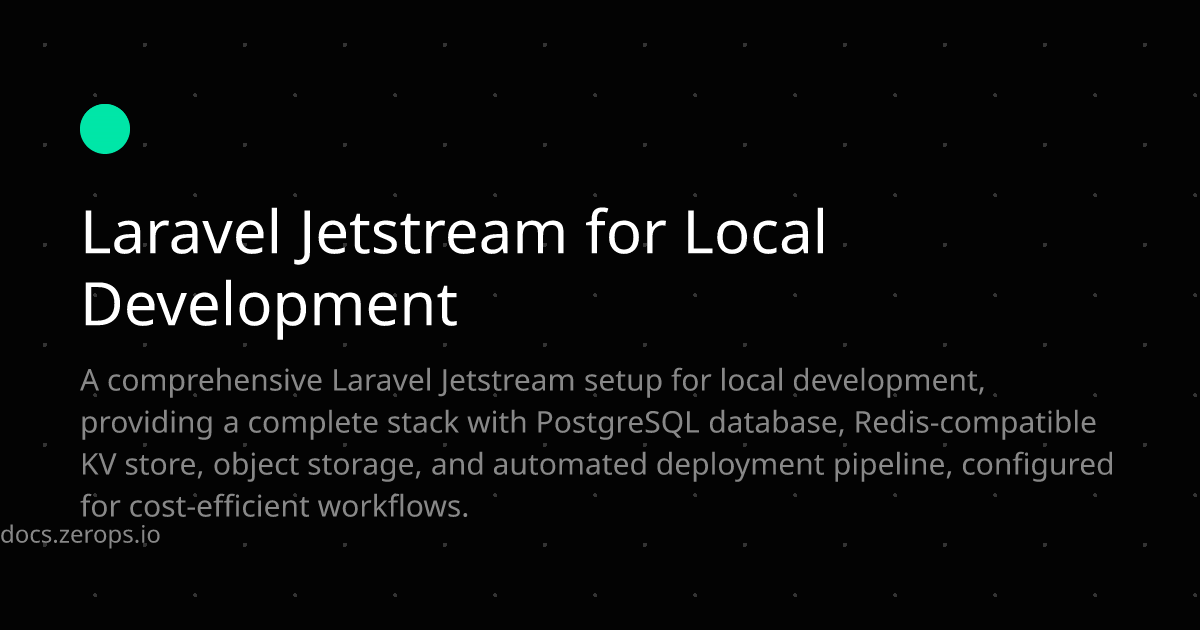 Laravel Jetstream for Local
Development
A comprehensive Laravel Jetstream setup for local development,
providing a complete stack with PostgreSQL database, Redis-compatible
KV store, object storage, and automated deployment pipeline, configured
for cost-efficient workflows.
docs.zerops.io